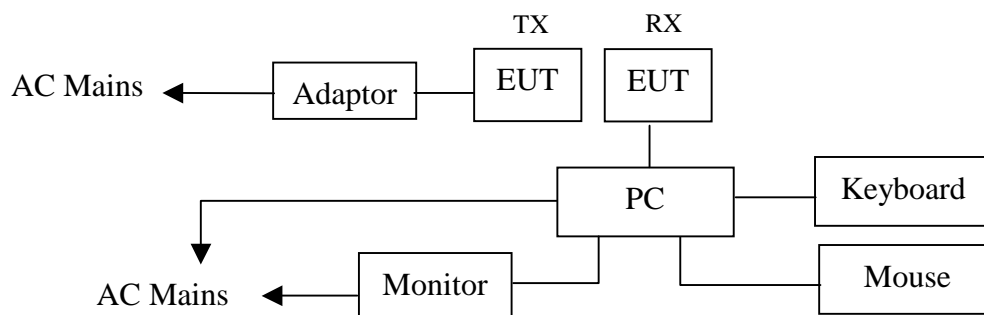 TX RX
AC Mains Adaptor EUT EUT
PC Keyboard
AC Mains Monitor Mouse